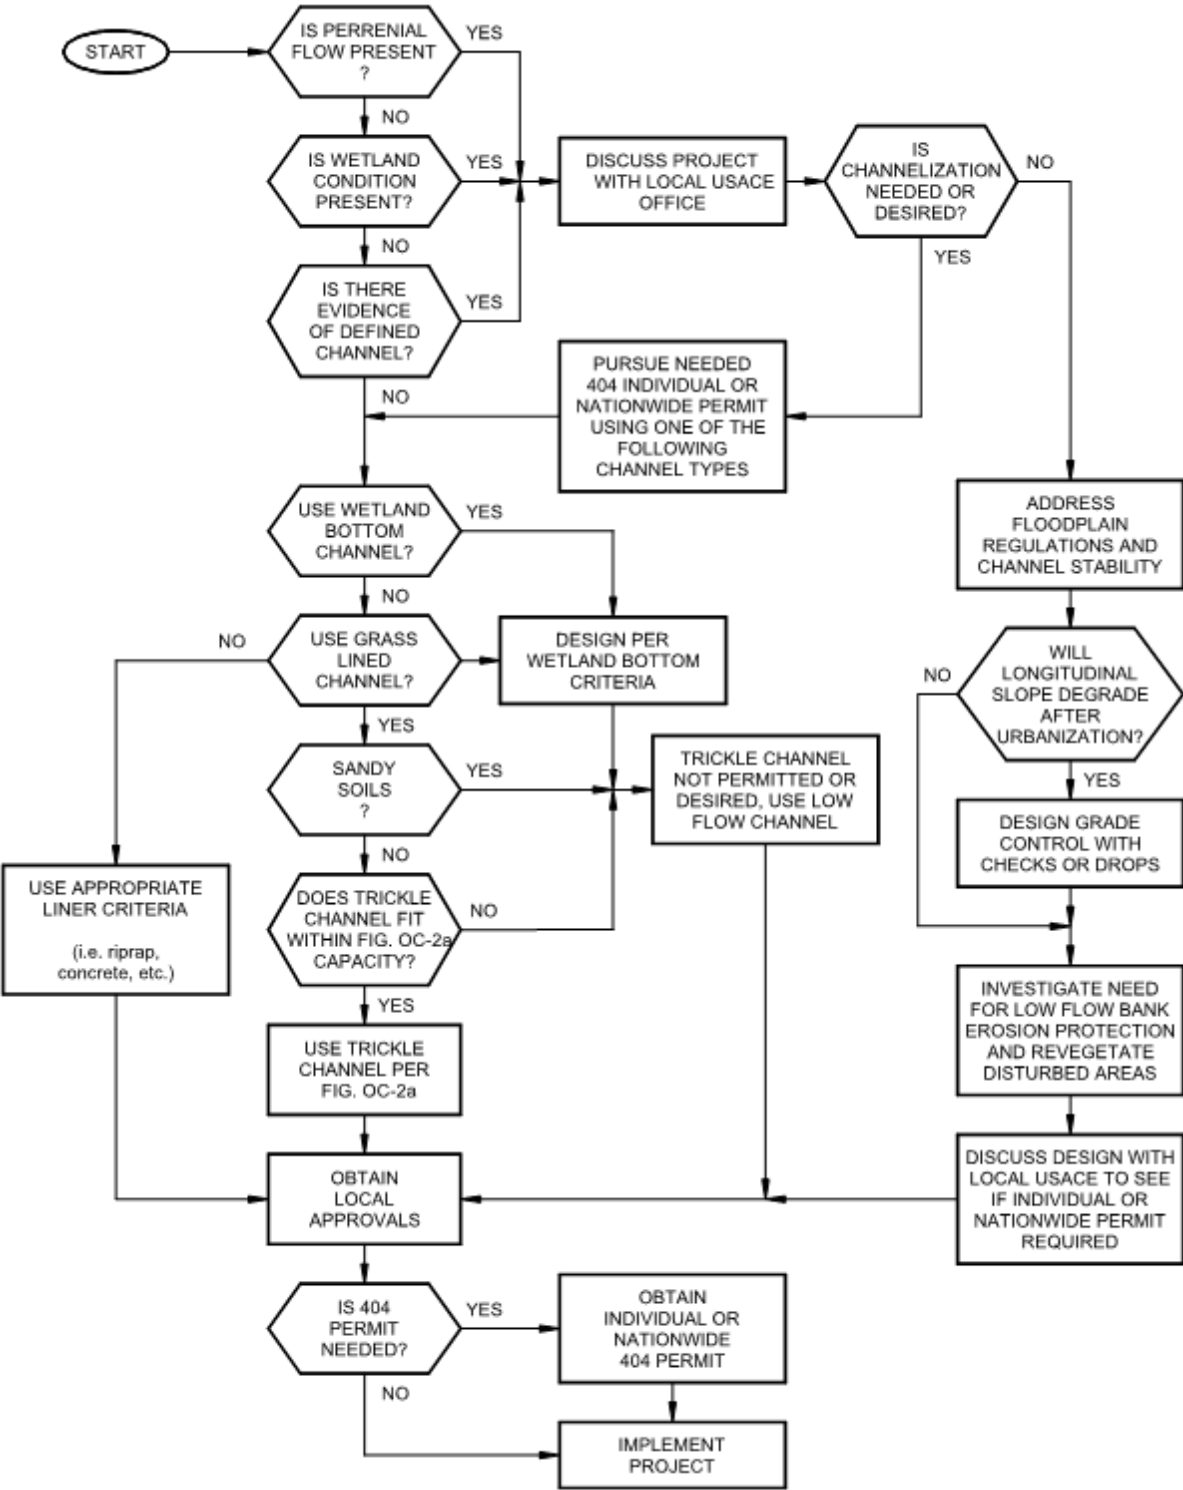 START
IS PERRENIAL
FLOW PRESENT
?
YES
NO
IS WETLAND
CONDITION
PRESENT?
YES
NO
DISCUSS PROJECT
WITH LOCAL USACE
OFFICE
IS
CHANNELIZATION
NEEDED OR
DESIRED?
NO
YES
IS THERE
EVIDENCE
OF DEFINED
CHANNEL?
YES
NO
PURSUE NEEDED
404 INDIVIDUAL OR
NATIONWIDE PERMIT
USING ONE OF THE
FOLLOWING
CHANNEL TYPES
USE WETLAND
BOTTOM
CHANNEL?
YES
NO
ADDRESS
FLOODPLAIN
REGULATIONS AND
CHANNEL STABILITY
NO
USE GRASS
LINED
CHANNEL?
YES
DESIGN PER
WETLAND BOTTOM
CRITERIA
WILL
LONGITUDINAL
SLOPE DEGRADE
AFTER
URBANIZATION?
NO
YES
SANDY
SOILS
?
YES
NO
TRICKLE CHANNEL
NOT PERMITTED OR
DESIRED, USE LOW
FLOW CHANNEL
DESIGN GRADE
CONTROL WITH
CHECKS OR DROPS
USE APPROPRIATE
LINER CRITERIA
(i.e. riprap,
concrete, etc.)
DOES TRICKLE
CHANNEL FIT
WITHIN FIG. OC-2a
CAPACITY?
NO
YES
INVESTIGATE NEED
FOR LOW FLOW BANK
EROSION PROTECTION
AND REVEGETATE
DISTURBED AREAS
USE TRICKLE
CHANNEL PER
FIG. OC-2a
OBTAIN
LOCAL
APPROVALS
DISCUSS DESIGN WITH
LOCAL USACE TO SEE
IF INDIVIDUAL OR
NATIONWIDE PERMIT
REQUIRED
IS 404
PERMIT
NEEDED?
YES
NO
OBTAIN
INDIVIDUAL OR
NATIONWIDE
404 PERMIT
IMPLEMENT
PROJECT